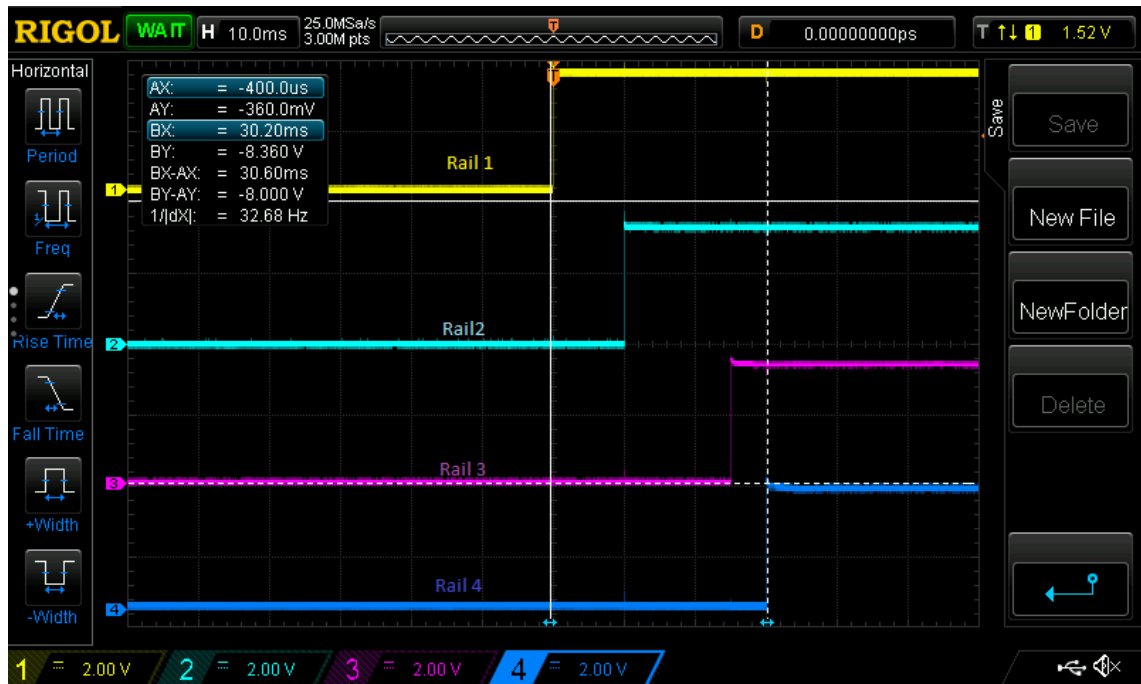 RIGOL WAIT H 10.0ms 25.0MSa/s 3.00M pts T D 0.00000000ps T 1 1.52 V
Horizontal
Period
Freq
Rise Time
Fall Time
+Width
-Width
AX: = -400.0us
AY: = -360.0mV
BX: = 30.20ms
BY: = -8.360 V
BX-AX: = 30.60ms
BY-AY: = -8.000 V
1/|dX|: = 32.68 Hz
T
1
Rail 1
2
Rail2
3
Rail 3
4
Rail 4
Save
Save
New File
NewFolder
Delete
1 = 2.00 V 2 = 2.00 V 3 = 2.00 V 4 = 2.00 V